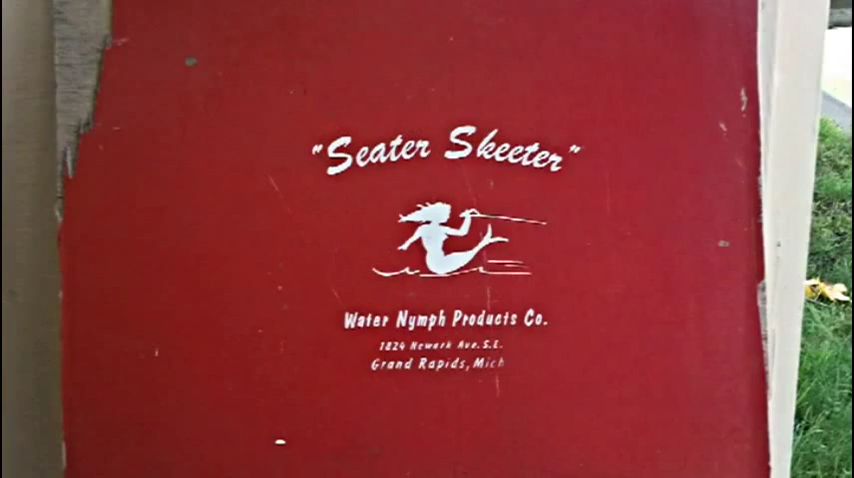 "Seater Skeeter"
Water Nymph Products Co.
1824 Newark Ave. S.E.
Grand Rapids, Mich